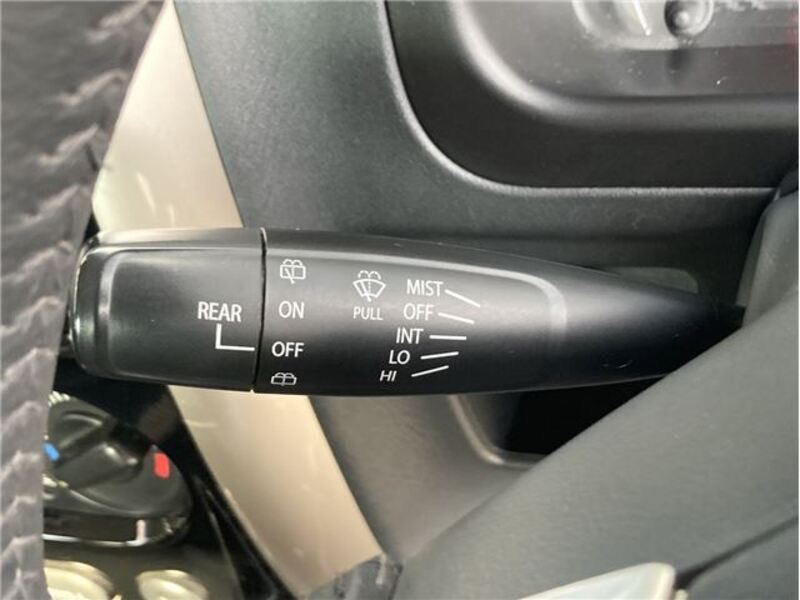 REAR
ON
OFF
PULL
MIST
OFF
INT
LO
HI